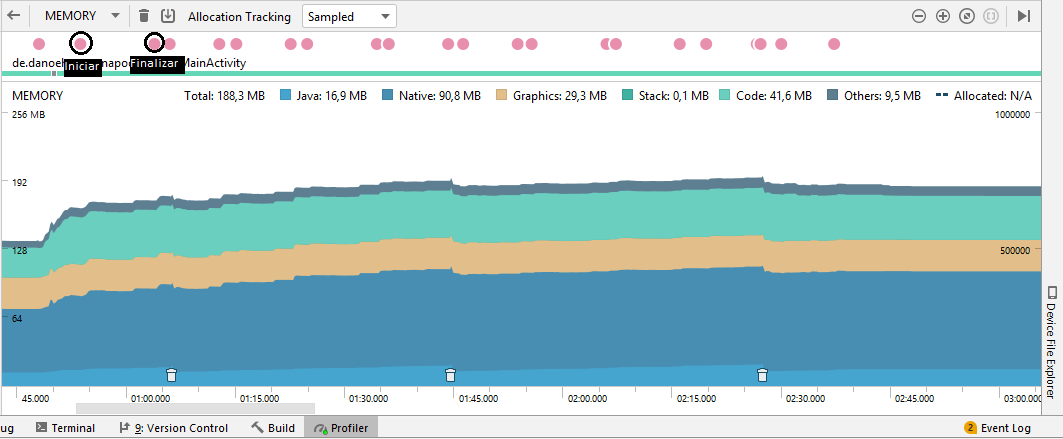 MEMORY Allocation Tracking Sampled
de.danoe
Iniciar
napo
Finalizar
MainActivity
MEMORY Total: 188,3 MB Java: 16,9 MB Native: 90,8 MB Graphics: 29,3 MB Stack: 0,1 MB Code: 41,6 MB Others: 9,5 MB Allocated: N/A
256 MB 1000000
192
128 500000
64
45.000 01:00.000 01:15.000 01:30.000 01:45.000 02:00.000 02:15.000 02:30.000 02:45.000 03:00.000
Device File Explorer
ug Terminal 9: Version Control Build Profiler 2 Event Log